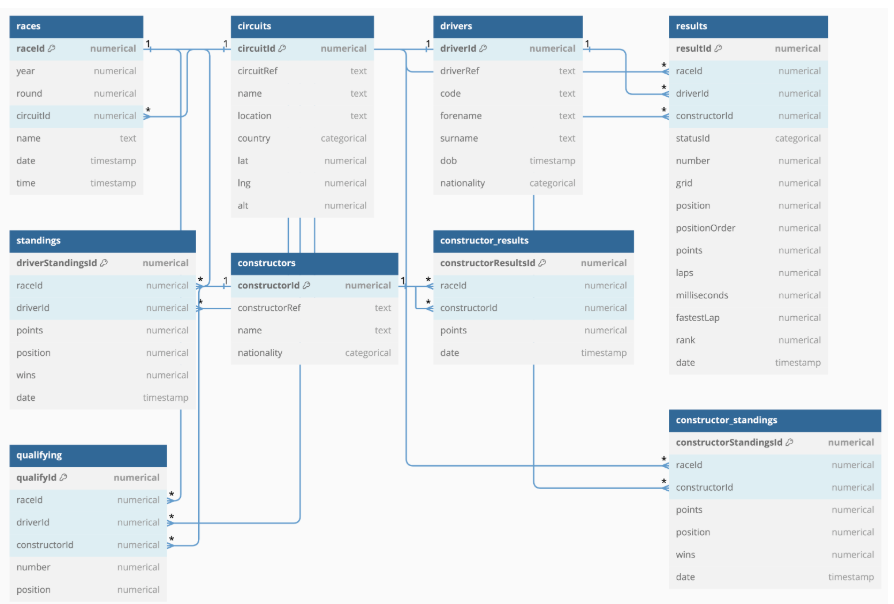 races
raceId numerical
year numerical
round numerical
circuitId numerical
name text
date timestamp
time timestamp
circuits
circuitId numerical
circuitRef text
name text
location text
country categorical
lat numerical
lng numerical
alt numerical
drivers
driverId numerical
driverRef text
code text
forename text
surname text
dob timestamp
nationality categorical
results
resultId numerical
raceId numerical
driverId numerical
constructorId numerical
statusId categorical
number numerical
grid numerical
position numerical
positionOrder numerical
points numerical
laps numerical
milliseconds numerical
fastestLap numerical
rank numerical
date timestamp
standings
driverStandingsId numerical
raceId numerical
driverId numerical
points numerical
position numerical
wins numerical
date timestamp
constructors
constructorId numerical
constructorRef text
name text
nationality categorical
constructor_results
constructorResultsId numerical
raceId numerical
constructorId numerical
points numerical
date timestamp
qualifying
qualifyId numerical
raceId numerical
driverId numerical
constructorId numerical
number numerical
position numerical
constructor_standings
constructorStandingsId numerical
raceId numerical
constructorId numerical
points numerical
position numerical
wins numerical
date timestamp
1
1
1
1
1
1
*
*
*
*
*
*
*
*
*
*
*
*
*